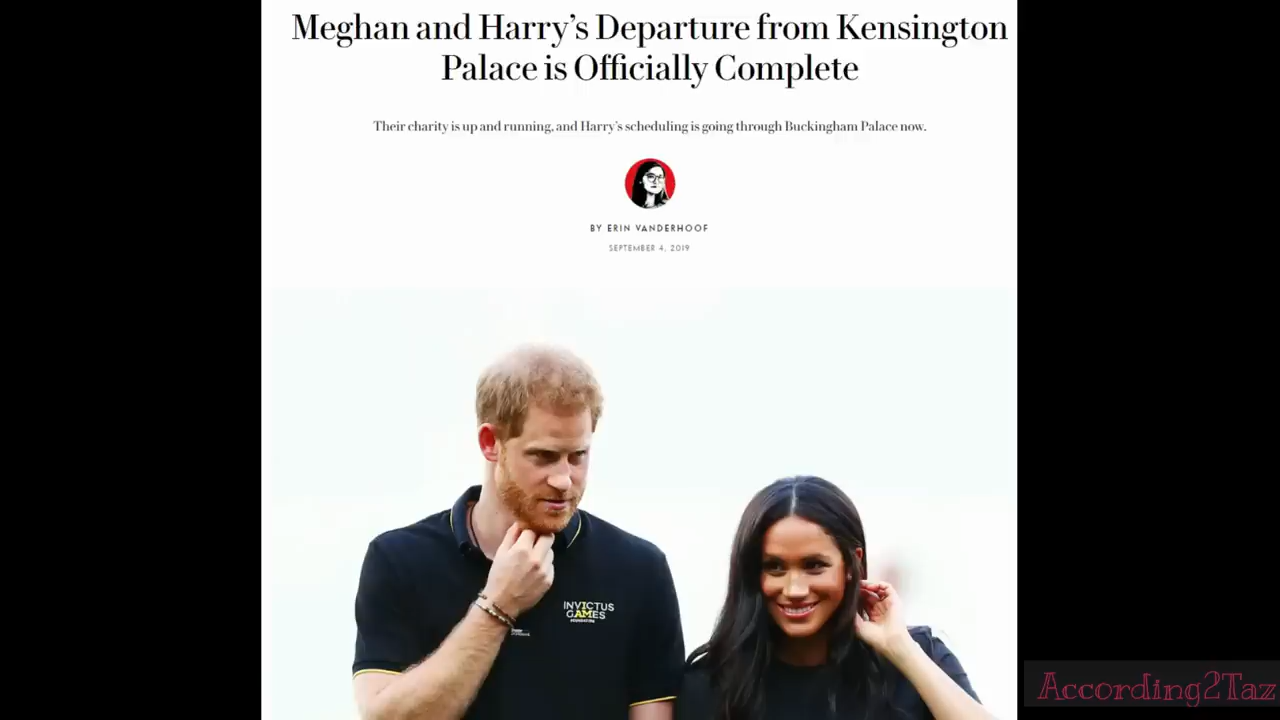 Meghan and Harry’s Departure from Kensington
Palace is Officially Complete
Their charity is up and running, and Harry’s scheduling is going through Buckingham Palace now.
BY ERIN VANDERHOOF
SEPTEMBER 4, 2019
INVICTUS
GAMES
FOUNDATION
According2Taz